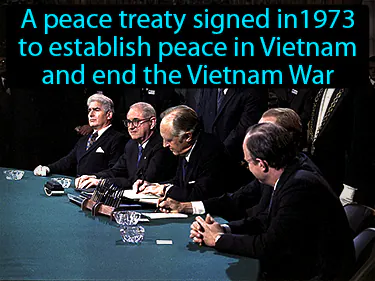 A peace treaty signed in1973
to establish peace in Vietnam
and end the Vietnam War